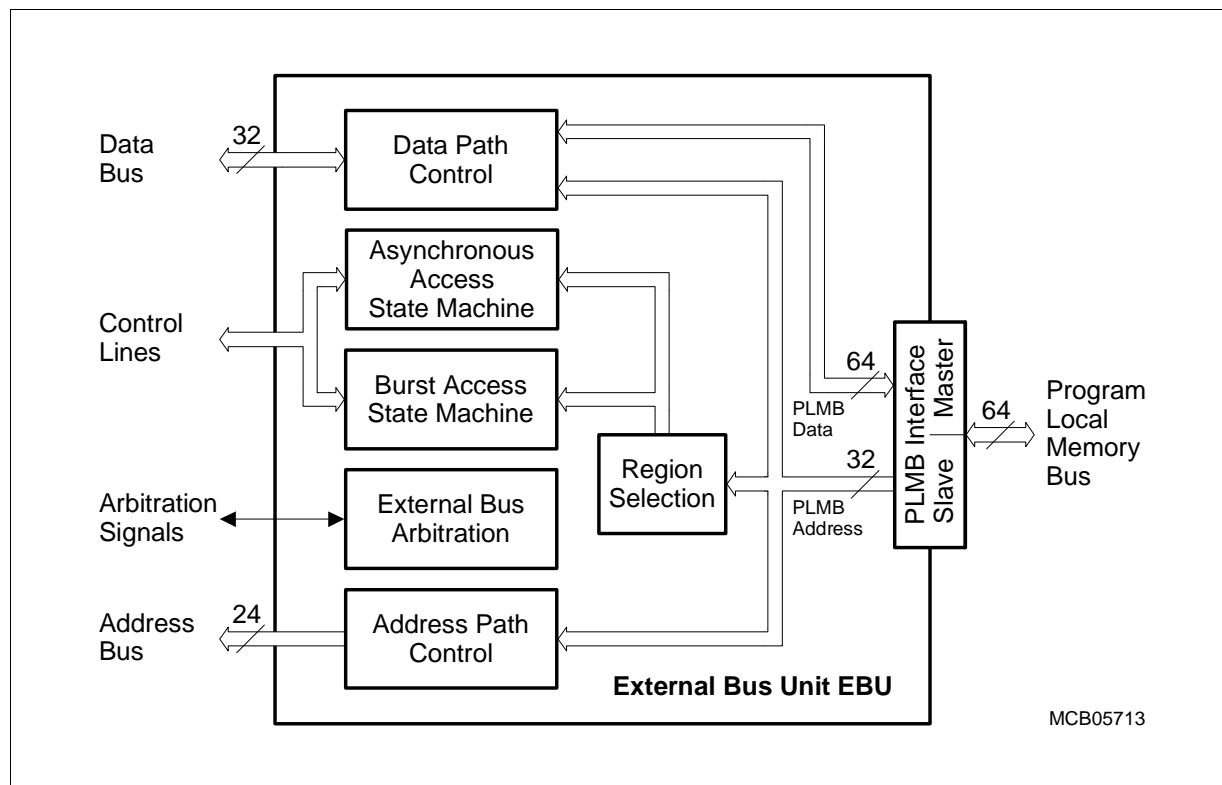 Data
Bus
32
Data Path
Control
Asynchronous
Access
State Machine
Control
Lines
Burst Access
State Machine
64
PLMB
Data
PLMB Interface
Master
Slave
64
Program
Local
Memory
Bus
Region
Selection
32
PLMB
Address
Arbitration
Signals
External Bus
Arbitration
Address
Bus
24
Address Path
Control
External Bus Unit EBU
MCB05713